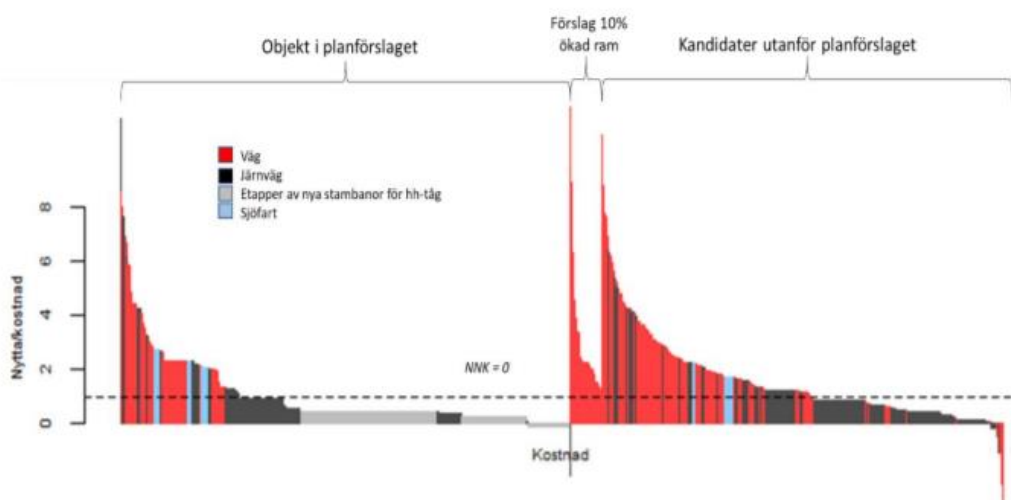 Förslag 10%
ökad ram
Objekt i planförslaget
Kandidater utanför planförslaget
Väg
Järnväg
Etapper av nya stambanor för hh-tåg
Sjöfart
Nytta/kostnad
8
6
4
2
0
NNK = 0
Kostnad